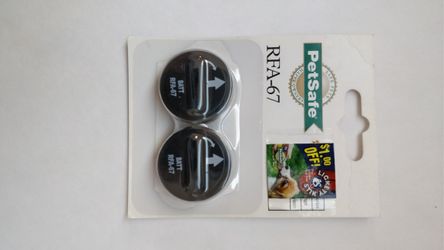 PetSafe
RFA-67
BATT.
RFA-67
BATT.
RFA-67
$1.00
OFF!